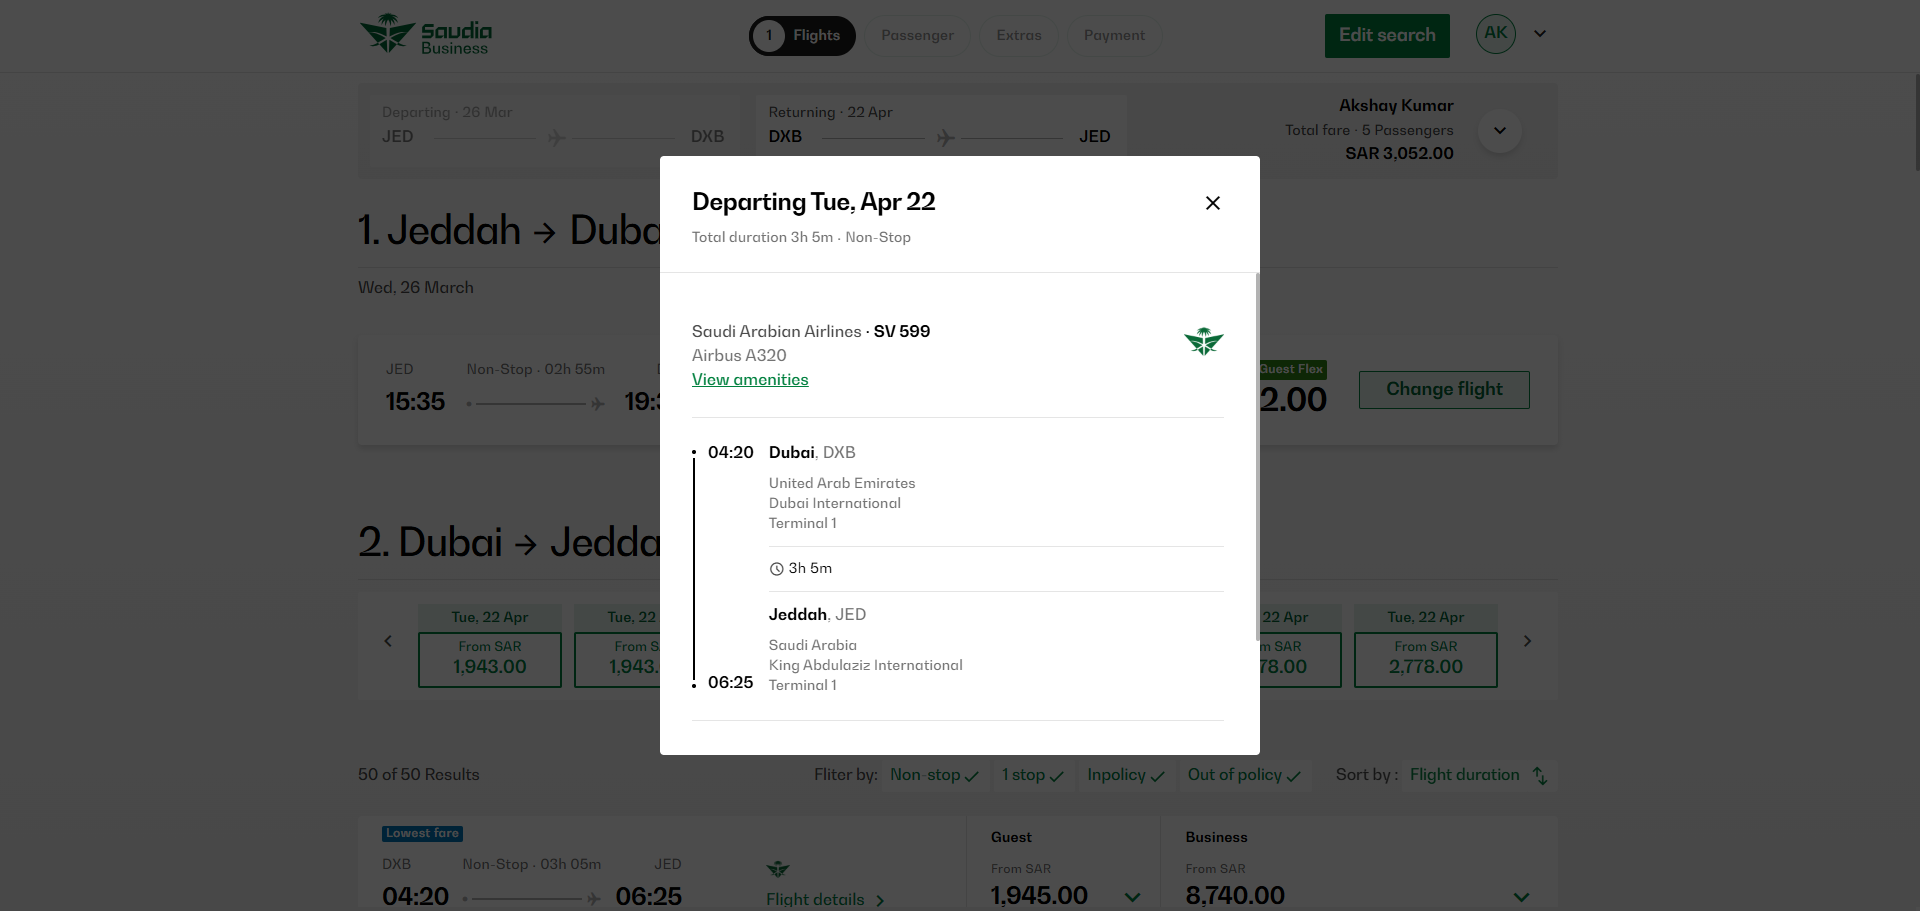 Saudia
Business
1 Flights
Passenger
Extras
Payment
Edit search
AK
Departing · 26 Mar
JED DXB
Returning · 22 Apr
DXB JED
Akshay Kumar
Total fare · 5 Passengers
SAR 3,052.00
1. Jeddah → Duba
Wed, 26 March
JED Non-Stop · 02h 55m
15:35 19:3
Guest Flex
2.00
Change flight
Departing Tue, Apr 22
Total duration 3h 5m · Non-Stop
Saudi Arabian Airlines · SV 599
Airbus A320
View amenities
04:20 Dubai, DXB
United Arab Emirates
Dubai International
Terminal 1
3h 5m
Jeddah, JED
Saudi Arabia
King Abdulaziz International
06:25 Terminal 1
2. Dubai → Jedda
Tue, 22 Apr
From SAR
1,943.00
Tue, 22
From S
1,943.
22 Apr
m SAR
78.00
Tue, 22 Apr
From SAR
2,778.00
50 of 50 Results
Fliter by: Non-stop 1 stop Inpolicy Out of policy Sort by : Flight duration
Lowest fare
DXB Non-Stop · 03h 05m JED
04:20 06:25
Flight details
Guest
From SAR
1,945.00
Business
From SAR
8,740.00